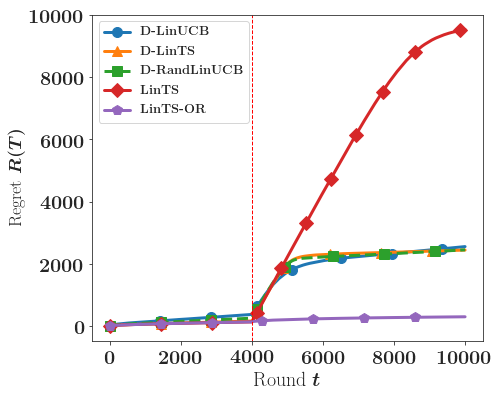 10000
8000
6000
4000
2000
0
Regret R(T)
D-LinUCB
D-LinTS
D-RandLinUCB
LinTS
LinTS-OR
0 2000 4000 6000 8000 10000
Round t